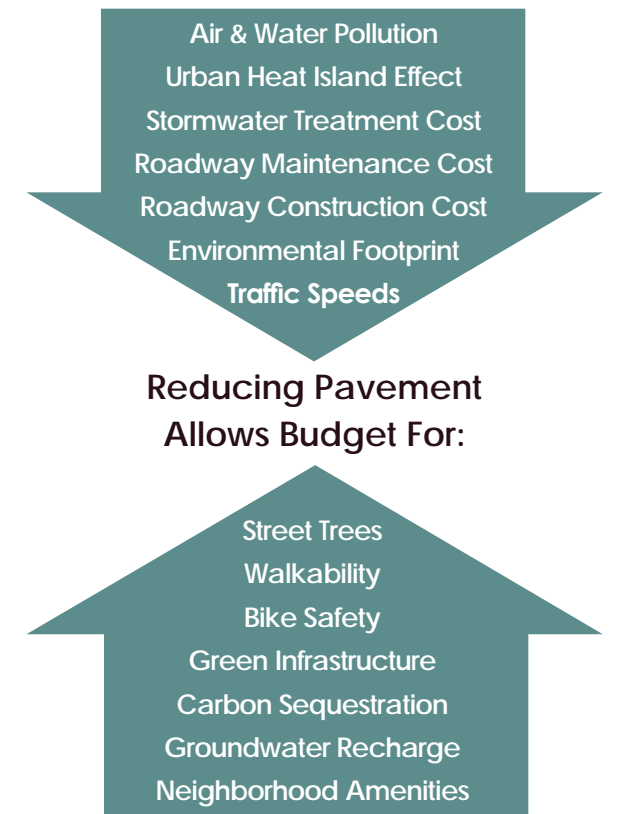 Air & Water Pollution
Urban Heat Island Effect
Stormwater Treatment Cost
Roadway Maintenance Cost
Roadway Construction Cost
Environmental Footprint
Traffic Speeds
Reducing Pavement
Allows Budget For:
Street Trees
Walkability
Bike Safety
Green Infrastructure
Carbon Sequestration
Groundwater Recharge
Neighborhood Amenities